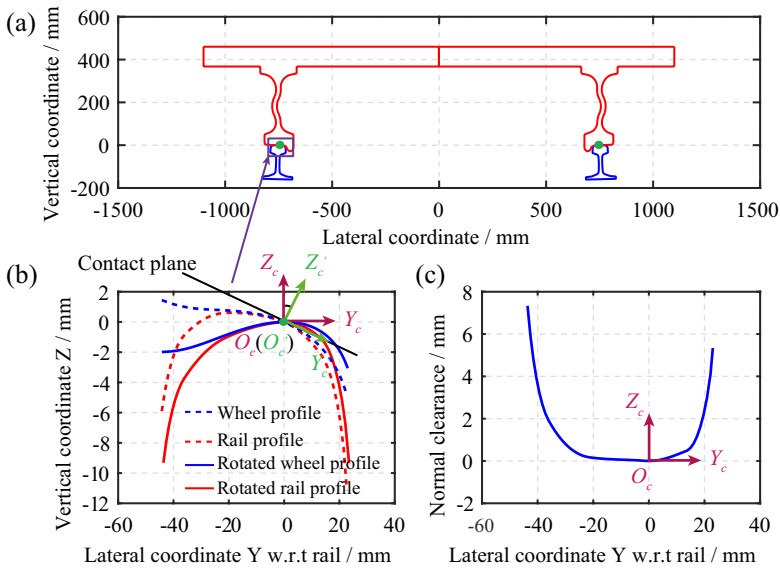 (a)
Vertical coordinate / mm
600
400
200
0
-200
-1500
-1000
-500
0
500
1000
1500
Lateral coordinate / mm
(b)
Contact plane
Z_c
Z_c'
Y_c
O_c(O_c')
Y_c'
Vertical coordinate Z / mm
2
0
-2
-4
-6
-8
-10
-12
Wheel profile
Rail profile
Rotated wheel profile
Rotated rail profile
-60
-40
-20
0
20
40
Lateral coordinate Y w.r.t rail / mm
(c)
Normal clearance / mm
8
6
4
2
0
-2
Z_c
Y_c
O_c
-60
-40
-20
0
20
40
Lateral coordinate Y w.r.t rail / mm